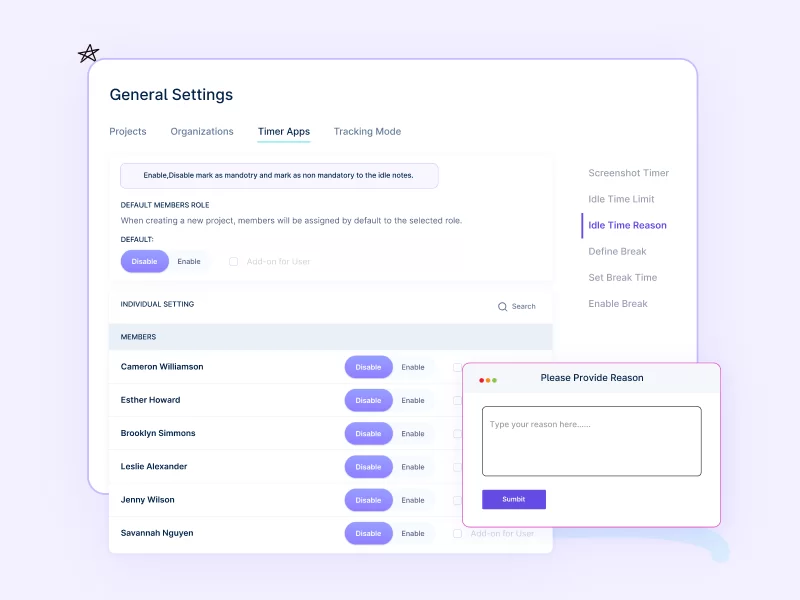 General Settings
Projects Organizations Timer Apps Tracking Mode
Enable,Disable mark as mandotry and mark as non mandatory to the idle notes.
DEFAULT MEMBERS ROLE
When creating a new project, members will be assigned by default to the selected role.
DEFAULT:
Disable Enable Add-on for User
Screenshot Timer
Idle Time Limit
Idle Time Reason
Define Break
Set Break Time
Enable Break
INDIVIDUAL SETTING Search
MEMBERS
Cameron Williamson Disable Enable
Esther Howard Disable Enable
Brooklyn Simmons Disable Enable
Leslie Alexander Disable Enable
Jenny Wilson Disable Enable
Savannah Nguyen Disable Enable Add-on for User
Please Provide Reason
Type your reason here......
Sumbit